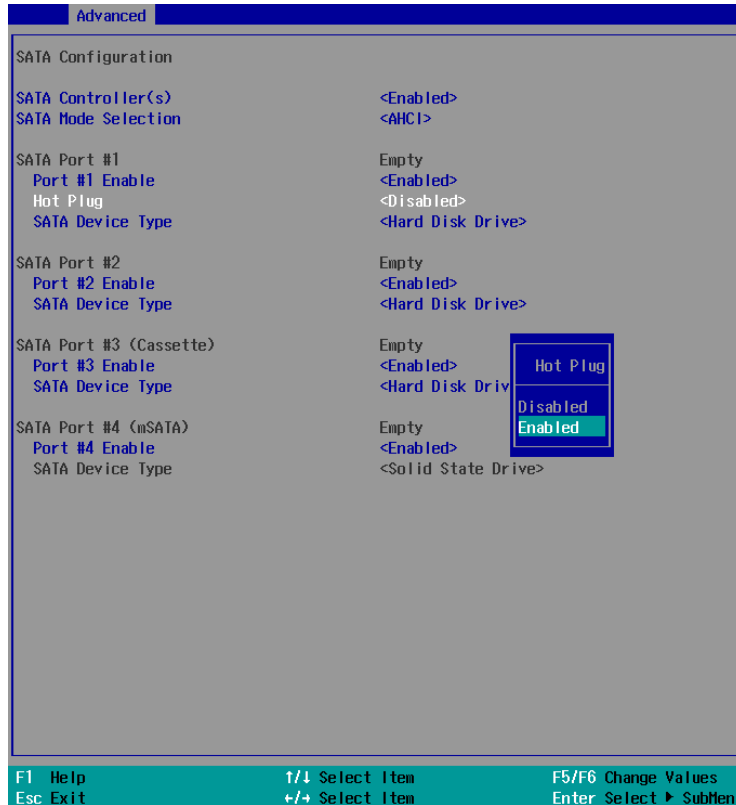 Advanced
SATA Configuration
SATA Controller(s) <Enabled>
SATA Mode Selection <AHCI>
SATA Port #1 Empty
Port #1 Enable <Enabled>
Hot Plug <Disabled>
SATA Device Type <Hard Disk Drive>
SATA Port #2 Empty
Port #2 Enable <Enabled>
SATA Device Type <Hard Disk Drive>
SATA Port #3 (Cassette) Empty
Port #3 Enable <Enabled>
SATA Device Type <Hard Disk Driv
SATA Port #4 (mSATA) Empty
Port #4 Enable <Enabled>
SATA Device Type <Solid State Drive>
Hot Plug
Disabled
Enabled
F1 Help ↑/↓ Select Item F5/F6 Change Values
Esc Exit ←/→ Select Item Enter Select ▶ SubMen